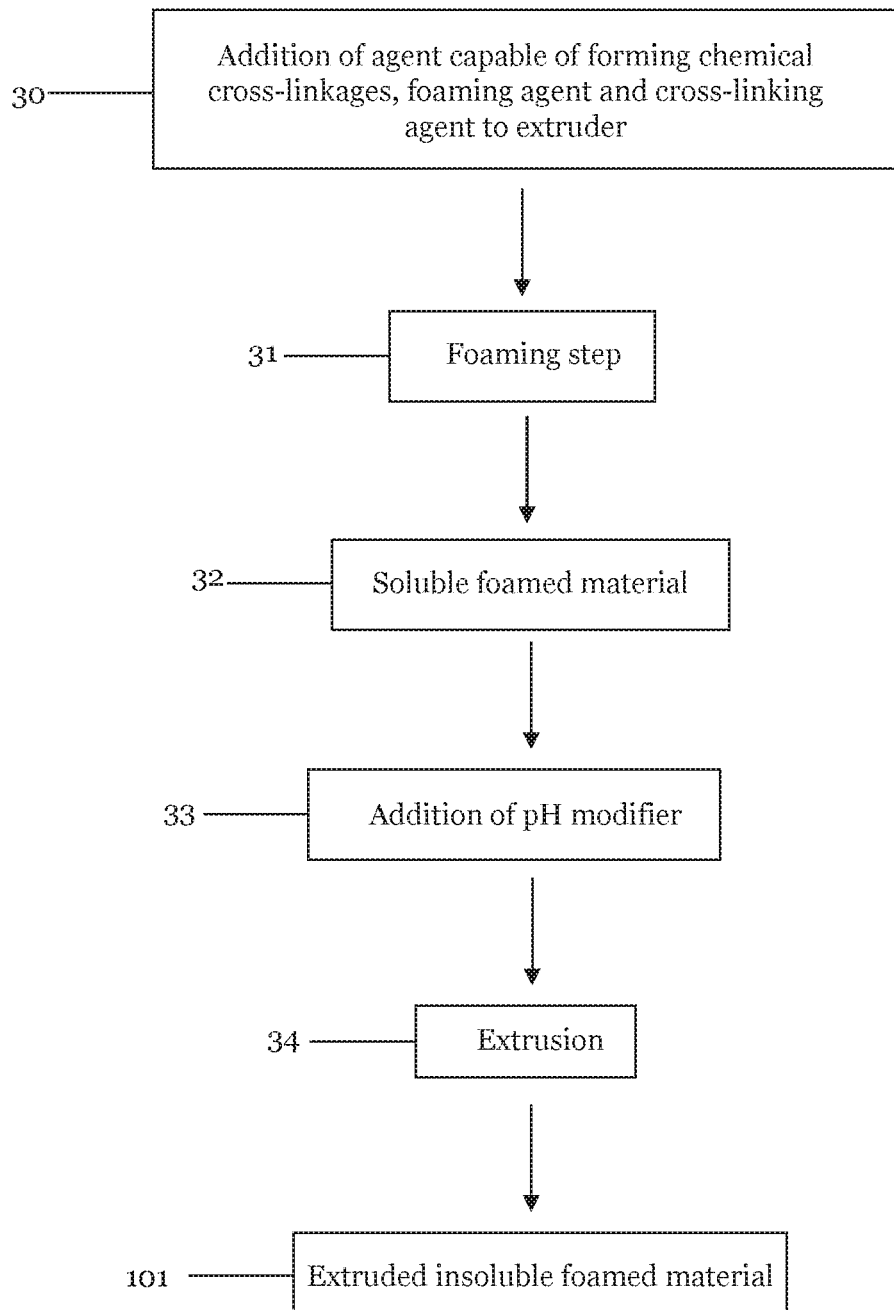 Addition of agent capable of forming chemical
30 cross-linkages, foaming agent and cross-linking
agent to extruder
31 Foaming step
32 Soluble foamed material
33 Addition of pH modifier
34 Extrusion
101 Extruded insoluble foamed material